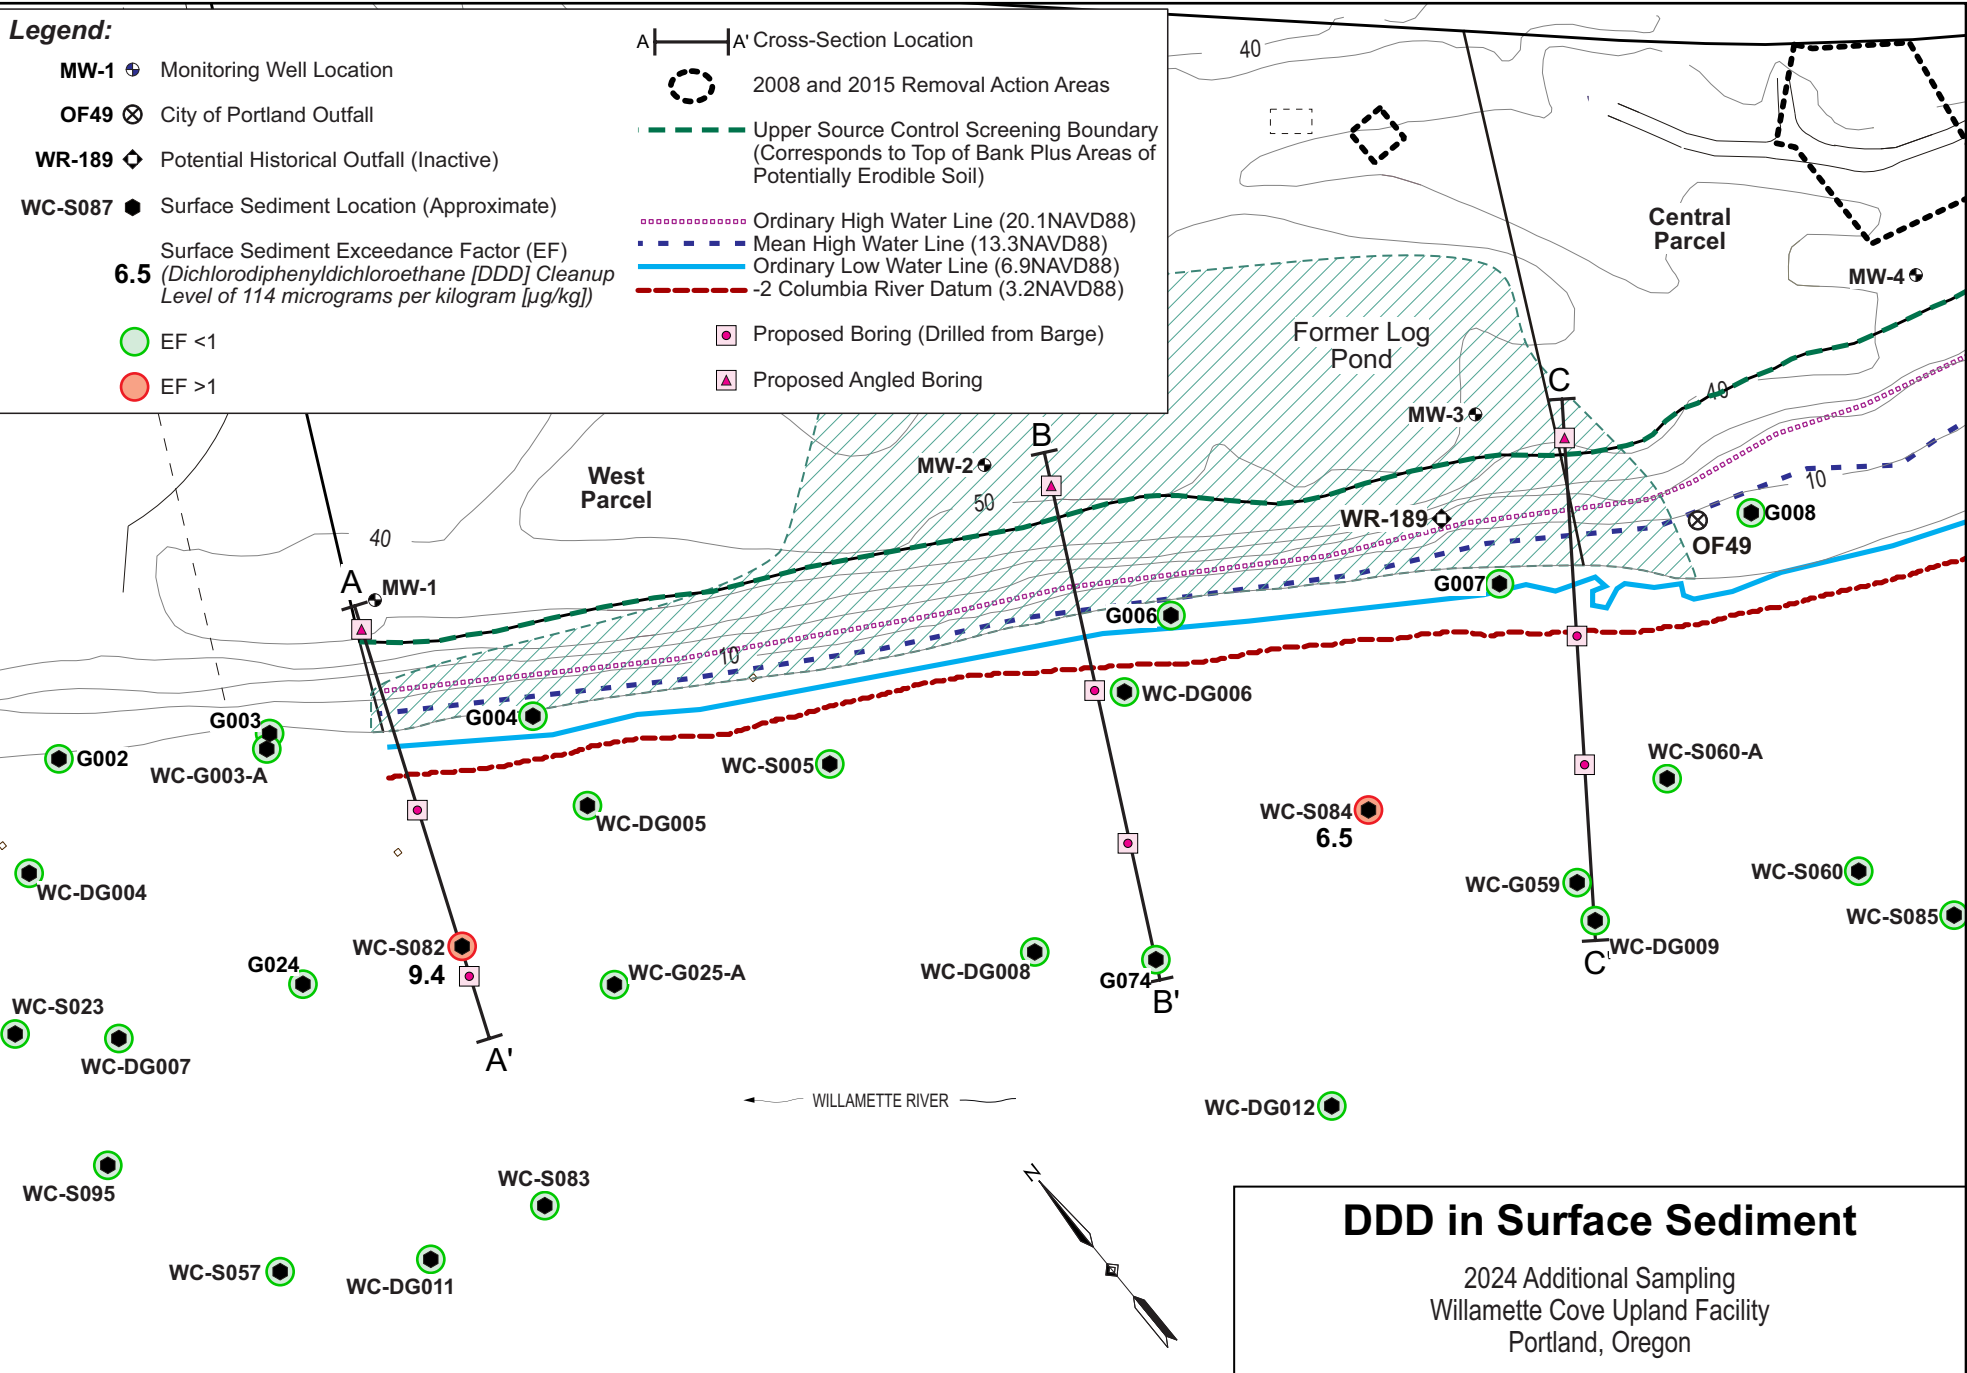 Legend:
MW-1 Monitoring Well Location
OF49 City of Portland Outfall
WR-189 Potential Historical Outfall (Inactive)
WC-S087 Surface Sediment Location (Approximate)
Surface Sediment Exceedance Factor (EF)
6.5 (Dichlorodiphenyldichloroethane [DDD] Cleanup
Level of 114 micrograms per kilogram [µg/kg])
EF <1
EF >1
A A' Cross-Section Location
2008 and 2015 Removal Action Areas
Upper Source Control Screening Boundary
(Corresponds to Top of Bank Plus Areas of
Potentially Erodible Soil)
Ordinary High Water Line (20.1NAVD88)
Mean High Water Line (13.3NAVD88)
Ordinary Low Water Line (6.9NAVD88)
-2 Columbia River Datum (3.2NAVD88)
Proposed Boring (Drilled from Barge)
Proposed Angled Boring
40
Central
Parcel
MW-4
Former Log
Pond
C
40
MW-3
B
MW-2
West
Parcel
50
10
WR-189
G008
OF49
40
A
MW-1
G007
G006
10
WC-DG006
G004
G003
G002
WC-G003-A
WC-S005
WC-S060-A
WC-DG005
WC-S084
6.5
WC-DG004
WC-G059
WC-S060
WC-S085
WC-S082
9.4
G024
WC-G025-A
WC-DG008
G074
B'
WC-DG009
C'
WC-S023
WC-DG007
A'
WILLAMETTE RIVER
WC-DG012
WC-S095
WC-S083
N
WC-S057
WC-DG011
DDD in Surface Sediment
2024 Additional Sampling
Willamette Cove Upland Facility
Portland, Oregon